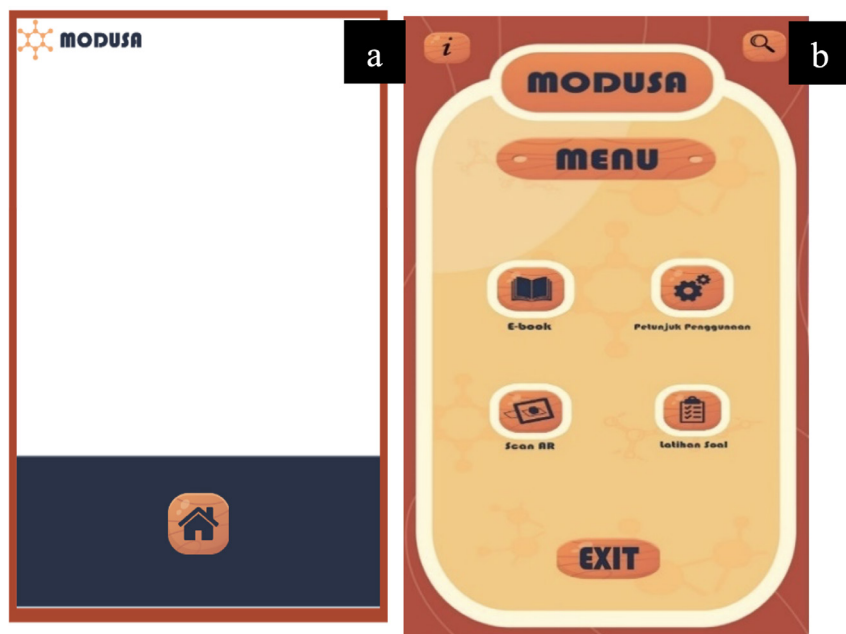 MODUSA
a
i
b
MODUSA
MENU
E-book
Petunjuk Penggunaan
Scan AR
Latihan Soal
EXIT